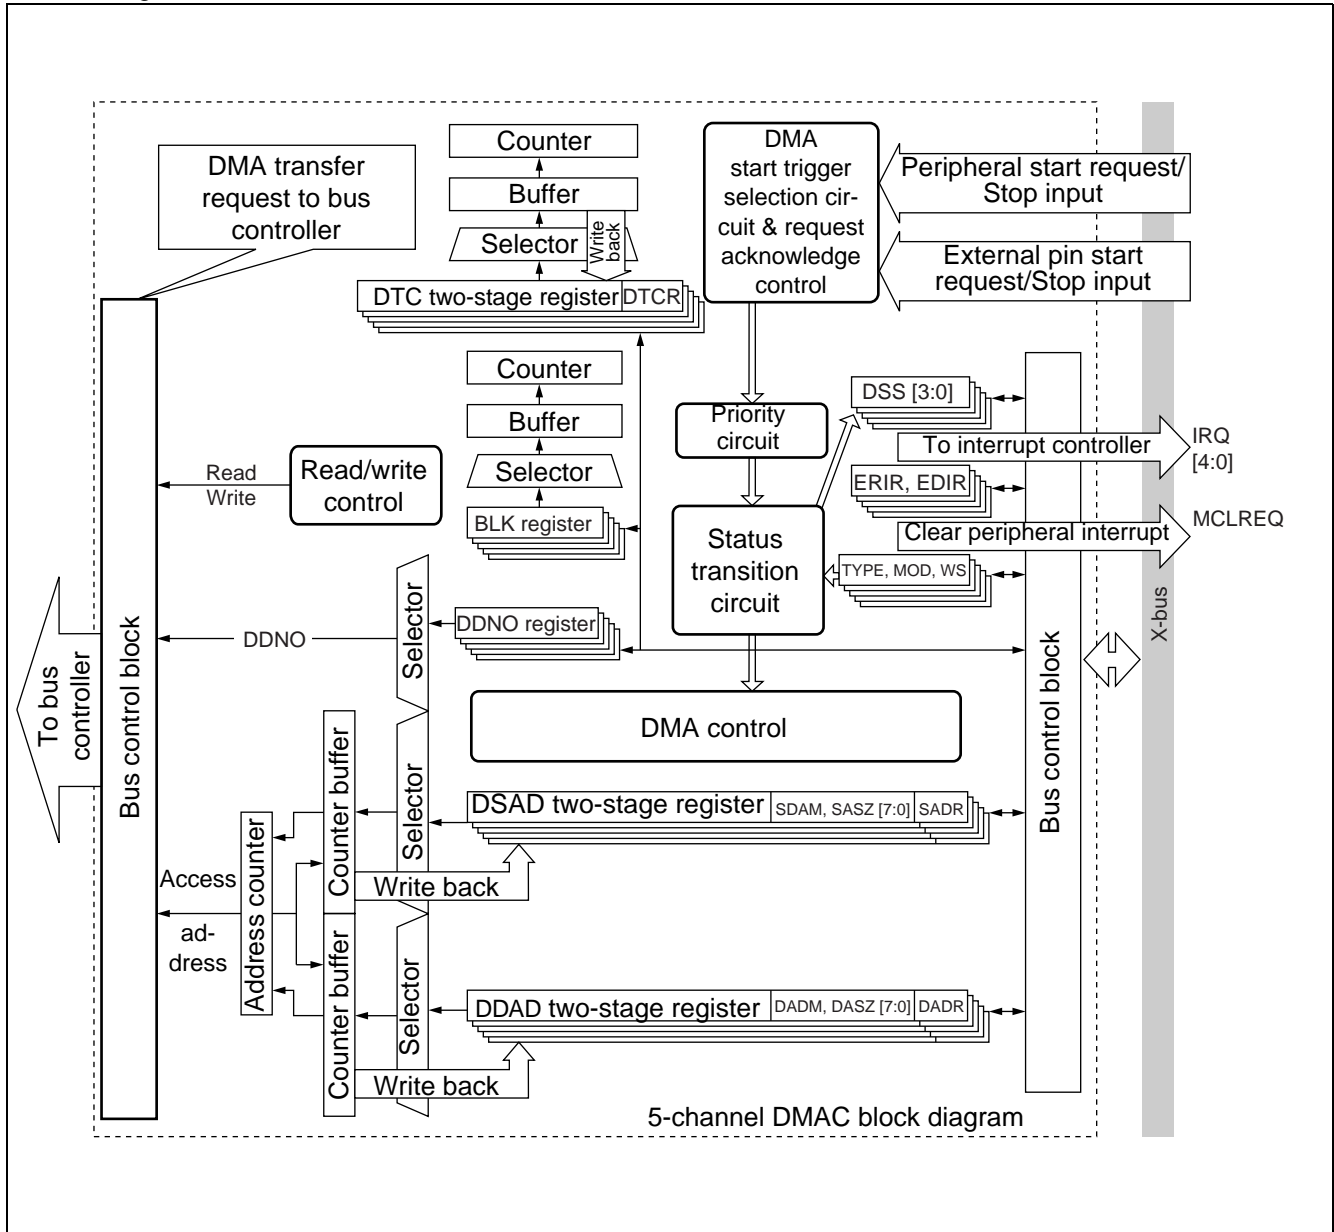 Counter
Buffer
Selector
Write
back
DTC two-stage register
DTCR
DMA transfer
request to bus
controller
DMA
start trigger
selection cir-
cuit & request
acknowledge
control
Peripheral start request/
Stop input
External pin start
request/Stop input
Counter
Buffer
Selector
BLK register
Priority
circuit
DSS [3:0]
To interrupt controller
IRQ
[4:0]
ERIR, EDIR
Clear peripheral interrupt
MCLREQ
TYPE, MOD, WS
Status
transition
circuit
Read
Write
Read/write
control
Selector
DDNO register
DDNO
To bus
controller
Bus control block
DMA control
Bus control block
X-bus
Counter buffer
Selector
DSAD two-stage register
SDAM, SASZ [7:0]
SADR
Write back
Access
ad-
dress
Address counter
Counter buffer
Selector
DDAD two-stage register
DADM, DASZ [7:0]
DADR
Write back
5-channel DMAC block diagram